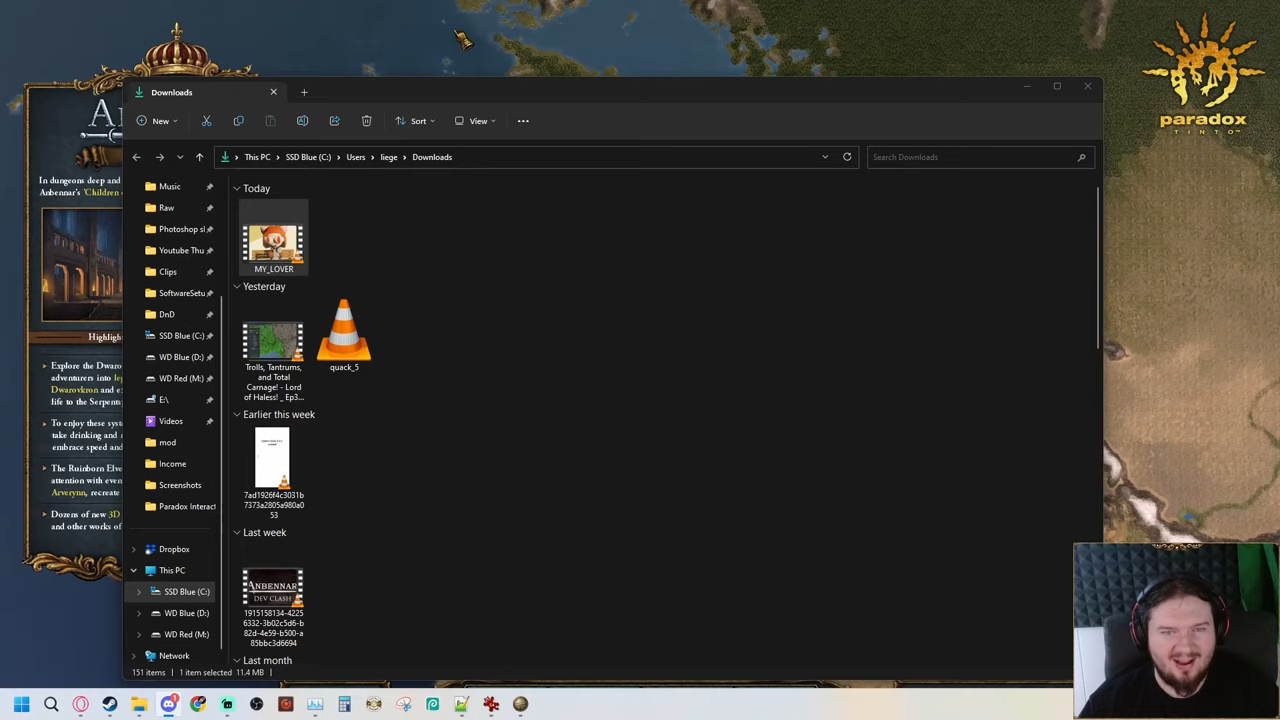 Downloads
New
Sort
View
This PC
SSD Blue (C:)
Users
liege
Downloads
Search Downloads
paradox
TINTO
In dungeons deep and
Anbennar's 'Children
Highligh
Explore the Dwarov
adventurers into leg
Dwarovkron and e
life to the Serpents
To enjoy these syst
take drinking and
embrace speed and
The Ruinborn Elve
attention with even
Arverynn, recreate
Dozens of new 3D
and other works of
Music
Raw
Photoshop sl
Youtube Thu
Clips
SoftwareSetu
DnD
SSD Blue (C:)
WD Blue (D:)
WD Red (M:)
E:\
Videos
mod
Income
Screenshots
Paradox Interact
Dropbox
This PC
SSD Blue (C:)
WD Blue (D:)
WD Red (M:)
Network
Today
MY_LOVER
Yesterday
Trolls, Tantrums,
and Total
Carnage! - Lord
of Haless! _ Ep3...
quack_5
Earlier this week
7ad1926f4c3031b
7373a2805a980a0
53
Last week
ANBENNAR
DEV CLASH
1915158134-4225
6332-3b02c5d6-b
82d-4e59-b500-a
85bbc3d6694
Last month
151 items
1 item selected 11.4 MB
1